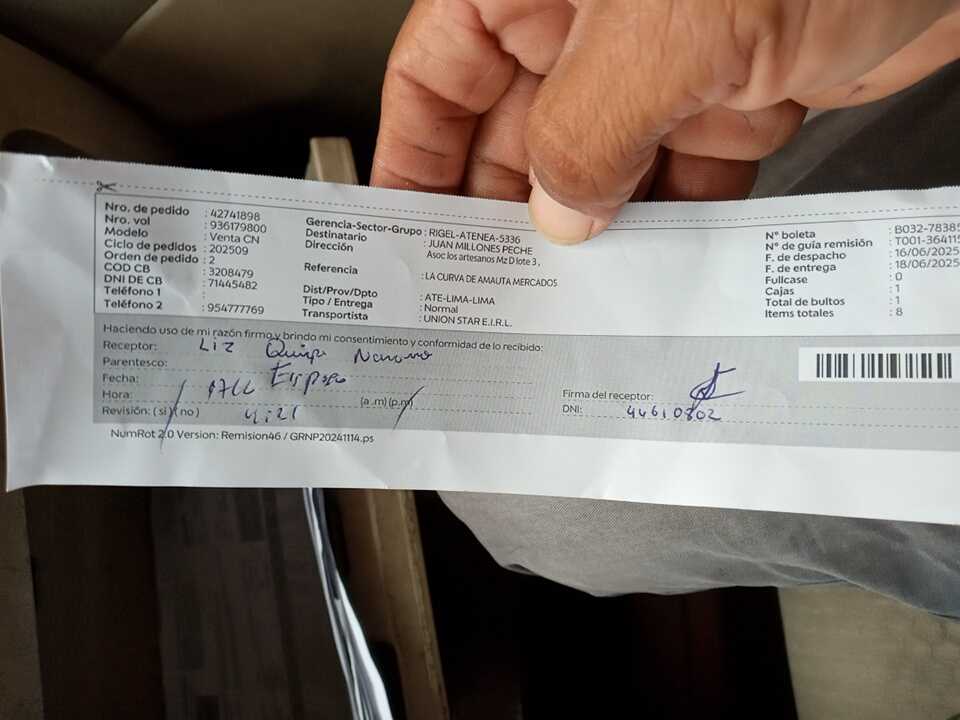 Nro. de pedido : 42741898
Nro. vol : 936179800
Modelo : Venta CN
Ciclo de pedidos : 202509
Orden de pedido : 2
COD CB : 3208479
DNI DE CB : 71445482
Teléfono 1 :
Teléfono 2 : 954777769
Gerencia-Sector-Grupo : RIGEL-ATENEA-5336
Destinatario : JUAN MILLONES PECHE
Dirección Asoc los artesanos Mz D lote 3 ,
Referencia : LA CURVA DE AMAUTA MERCADOS
Dist/Prov/Dpto : ATE-LIMA-LIMA
Tipo / Entrega : Normal
Transportista : UNION STAR E.I.R.L.
N° boleta : B032-78385
N° de guía remisión : T001-36411
F. de despacho : 16/06/2025
F. de entrega : 18/06/2025
Fullcase : 0
Cajas : 1
Total de bultos : 1
Items totales : 8
Haciendo uso de mi razón firmo y brindo mi consentimiento y conformidad de lo recibido:
Receptor: Liz Quispe
Parentesco: Esposo
Fecha:
Hora: 4:21 (a .m) (p.m)
Revisión: ( si ) ( no )
Firma del receptor:
DNI: 44610802
NumRot 2.0 Version: Remision46 / GRNP20241114.ps